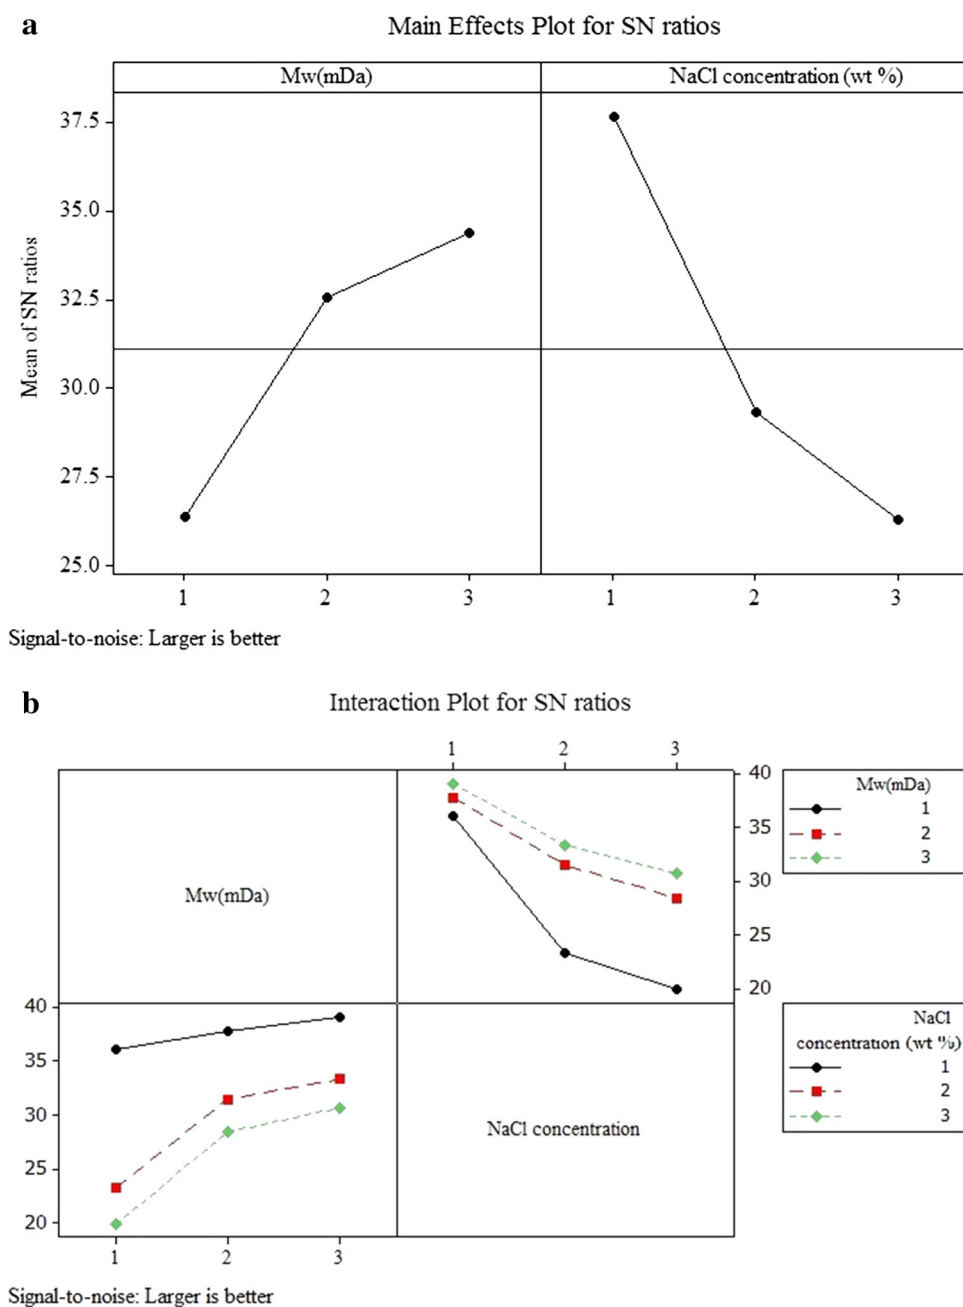 a
Main Effects Plot for SN ratios
Mw(mDa) NaCl concentration (wt %)
Mean of SN ratios
37.5
35.0
32.5
30.0
27.5
25.0
1 2 3 1 2 3
Signal-to-noise: Larger is better
b
Interaction Plot for SN ratios
1 2 3
Mw(mDa)
40
35
30
25
20
Mw(mDa)
1
2
3
40
35
30
25
20
NaCl concentration
NaCl
concentration (wt %)
1
2
3
1 2 3
Signal-to-noise: Larger is better